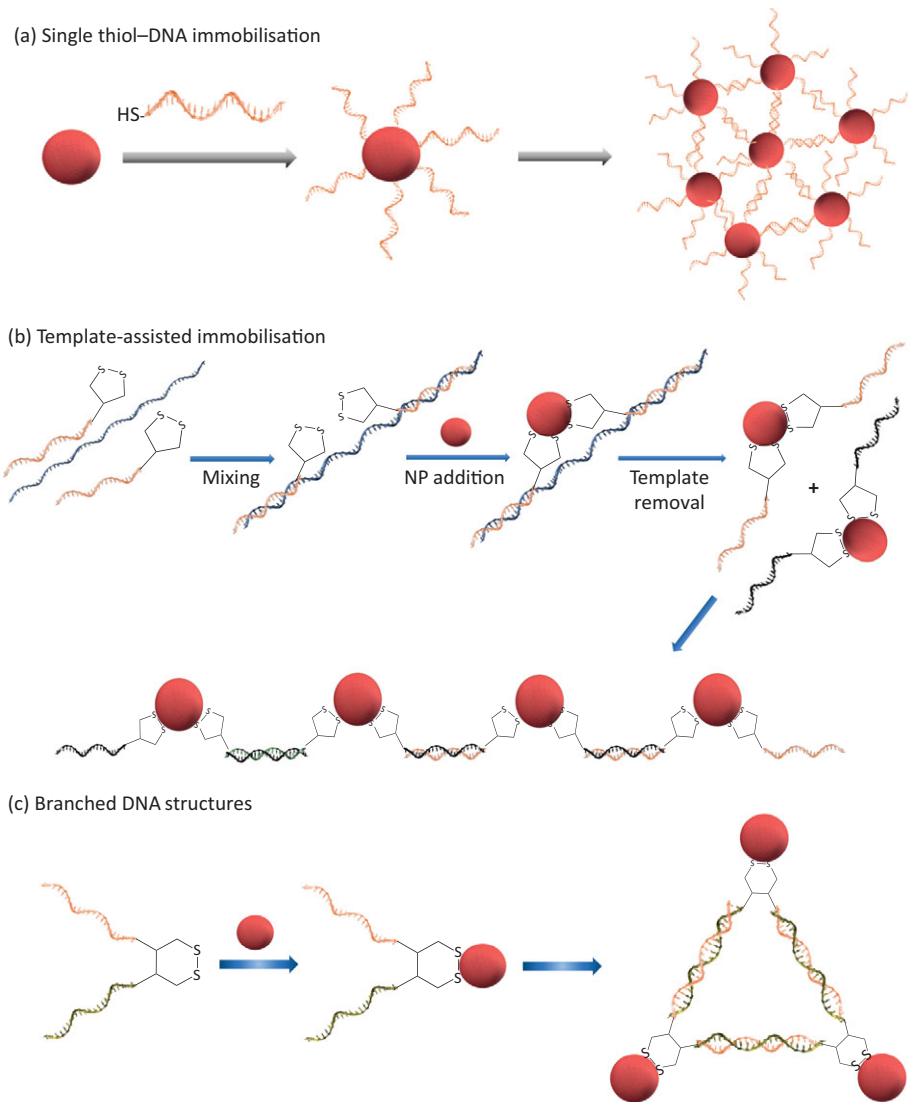 (a) Single thiol–DNA immobilisation
HS-
(b) Template-assisted immobilisation
S
S
S
S
S
S
S
S
Mixing
NP addition
Template
removal
S
S
S
S
+
S
S
S
S
S
S
S
S
S
S
S
S
S
S
(c) Branched DNA structures
S
S
S
S
S
S
S
S
S
S